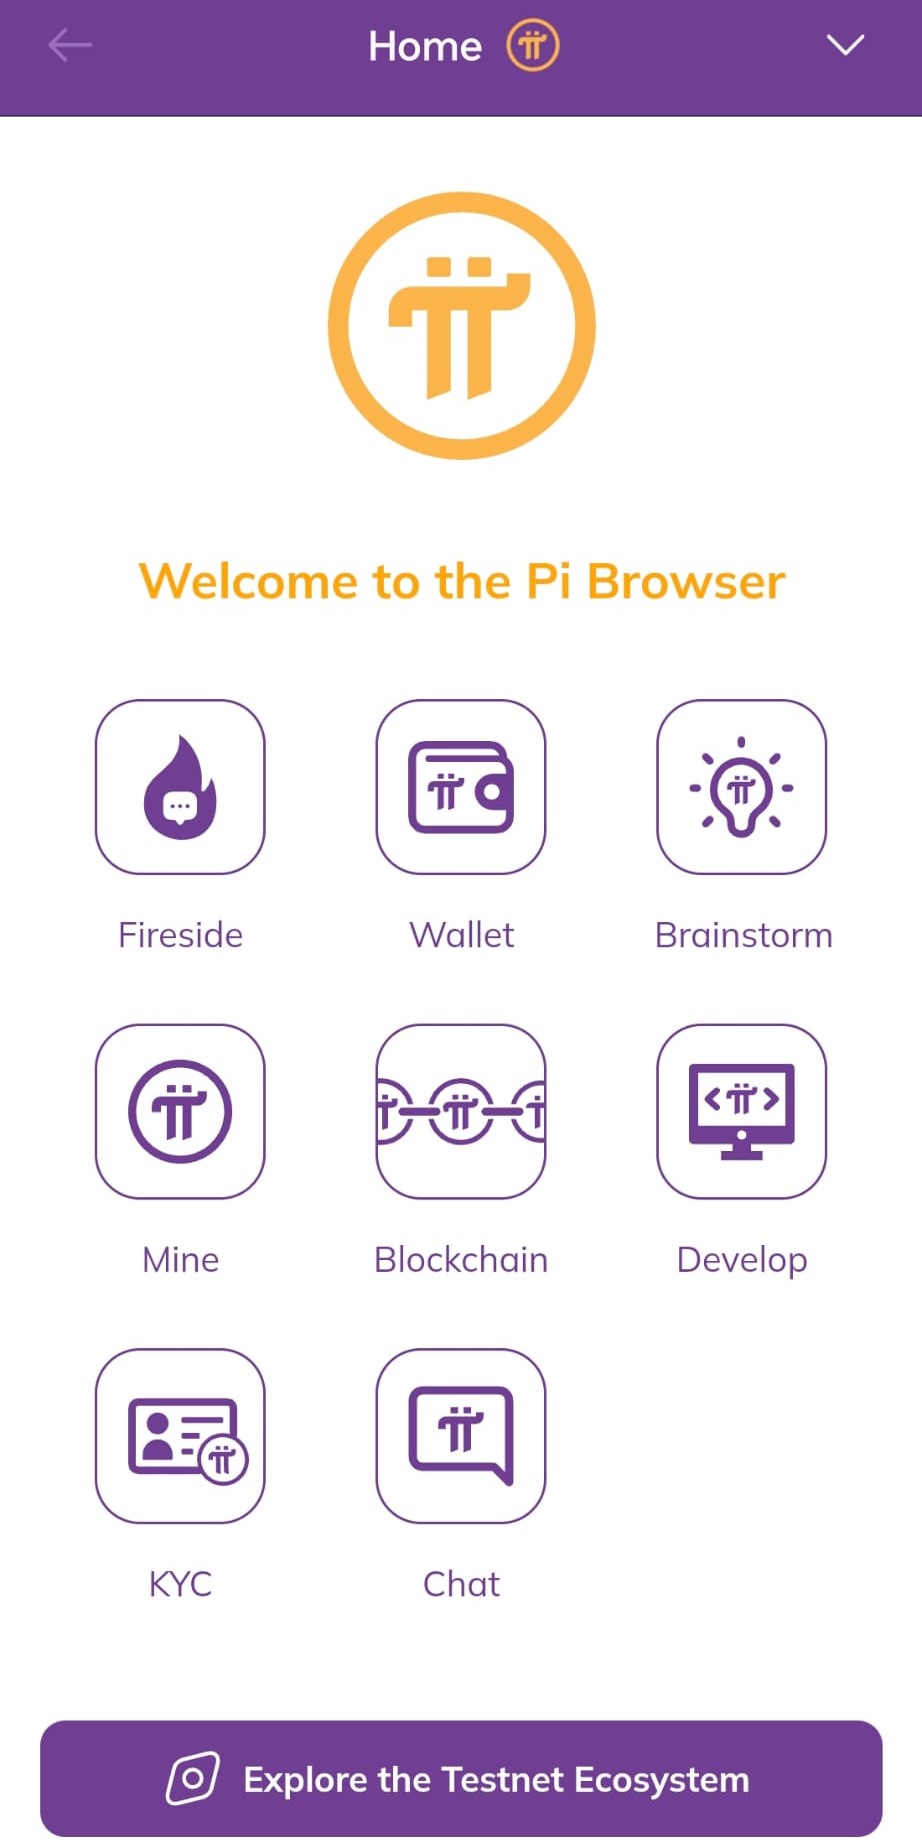 Home
Welcome to the Pi Browser
Fireside
Wallet
Brainstorm
Mine
Blockchain
Develop
KYC
Chat
Explore the Testnet Ecosystem